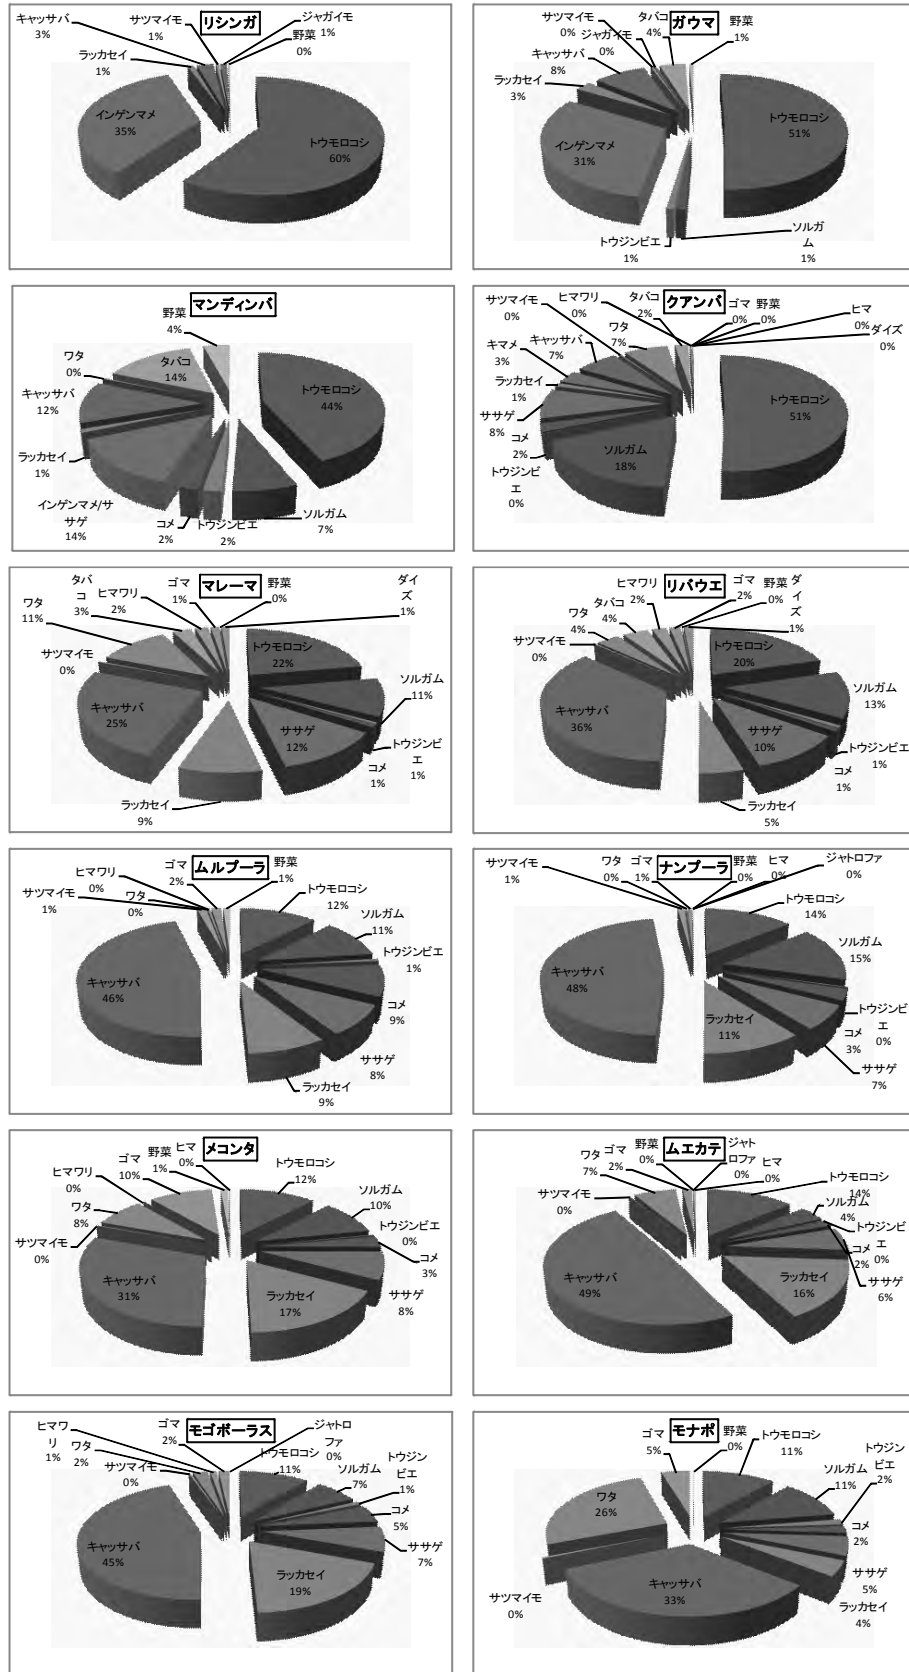 リシンガ
キャッサバ
3%
サツマイモ
1%
ジャガイモ
1%
野菜
0%
ラッカセイ
1%
インゲンマメ
35%
トウモロコシ
60%
ガウマ
サツマイモ
0%
ジャガイモ
0%
タバコ
4%
野菜
1%
キャッサバ
8%
ラッカセイ
3%
インゲンマメ
31%
トウモロコシ
51%
トウジンビエ
1%
ソルガ
ム
1%
マンディンバ
野菜
4%
ワタ
0%
タバコ
14%
キャッサバ
12%
トウモロコシ
44%
ラッカセイ
1%
インゲンマメ/サ
サゲ
14%
コメ
2%
トウジンビエ
2%
ソルガム
7%
クアンバ
サツマイモ
0%
ヒマワリ
0%
タバコ
2%
ゴマ
0%
野菜
0%
ヒマ
0%
ダイズ
0%
キャッサバ
7%
ワタ
7%
キマメ
3%
ラッカセイ
1%
ササゲ
8%
コメ
2%
トウジンビ
エ
0%
ソルガム
18%
トウモロコシ
51%
マレーマ
タバ
コ
3%
ヒマワリ
2%
ゴマ
1%
野菜
0%
ダイ
ズ
1%
ワタ
11%
サツマイモ
0%
キャッサバ
25%
トウモロコシ
22%
ソルガム
11%
ササゲ
12%
トウジンビ
エ
1%
コメ
1%
ラッカセイ
9%
リバウエ
ヒマワリ
2%
ゴマ
2%
野菜
0%
ダ
イ
ズ
1%
タバコ
4%
ワタ
4%
サツマイモ
0%
キャッサバ
36%
トウモロコシ
20%
ソルガム
13%
ササゲ
10%
トウジンビエ
1%
コメ
1%
ラッカセイ
5%
ムルプーラ
ヒマワリ
0%
ゴマ
2%
野菜
1%
サツマイモ
1%
ワタ
0%
トウモロコシ
12%
ソルガム
11%
トウジンビエ
1%
キャッサバ
46%
コメ
9%
ササゲ
8%
ラッカセイ
9%
ナンプーラ
サツマイモ
1%
ワタ
0%
ゴマ
1%
野菜
0%
ヒマ
0%
ジャトロファ
0%
トウモロコシ
14%
ソルガム
15%
キャッサバ
48%
ラッカセイ
11%
トウジンビ
エ
0%
コメ
3%
ササゲ
7%
メコンタ
ヒマワリ
0%
ゴマ
10%
野菜
1%
ヒマ
0%
トウモロコシ
12%
ワタ
8%
サツマイモ
0%
ソルガム
10%
トウジンビエ
0%
コメ
3%
キャッサバ
31%
ラッカセイ
17%
ササゲ
8%
ムエカテ
ワタ
7%
ゴマ
2%
野菜
0%
ジャト
ロファ
0%
ヒマ
0%
サツマイモ
0%
トウモロコシ
14%
ソルガム
4%
トウジンビ
エ
0%
コメ
2%
キャッサバ
49%
ラッカセイ
16%
ササゲ
6%
モゴボーラス
ヒマワ
リ
1%
ワタ
2%
ゴマ
2%
ジャトロ
ファ
0%
サツマイモ
0%
トウモロコシ
11%
ソルガム
7%
トウジン
ビエ
1%
コメ
5%
キャッサバ
45%
ラッカセイ
19%
ササゲ
7%
モナポ
ゴマ
5%
野菜
0%
トウモロコシ
11%
ソルガム
11%
トウジン
ビエ
2%
ワタ
26%
コメ
2%
サツマイモ
0%
キャッサバ
33%
ササゲ
5%
ラッカセイ
4%